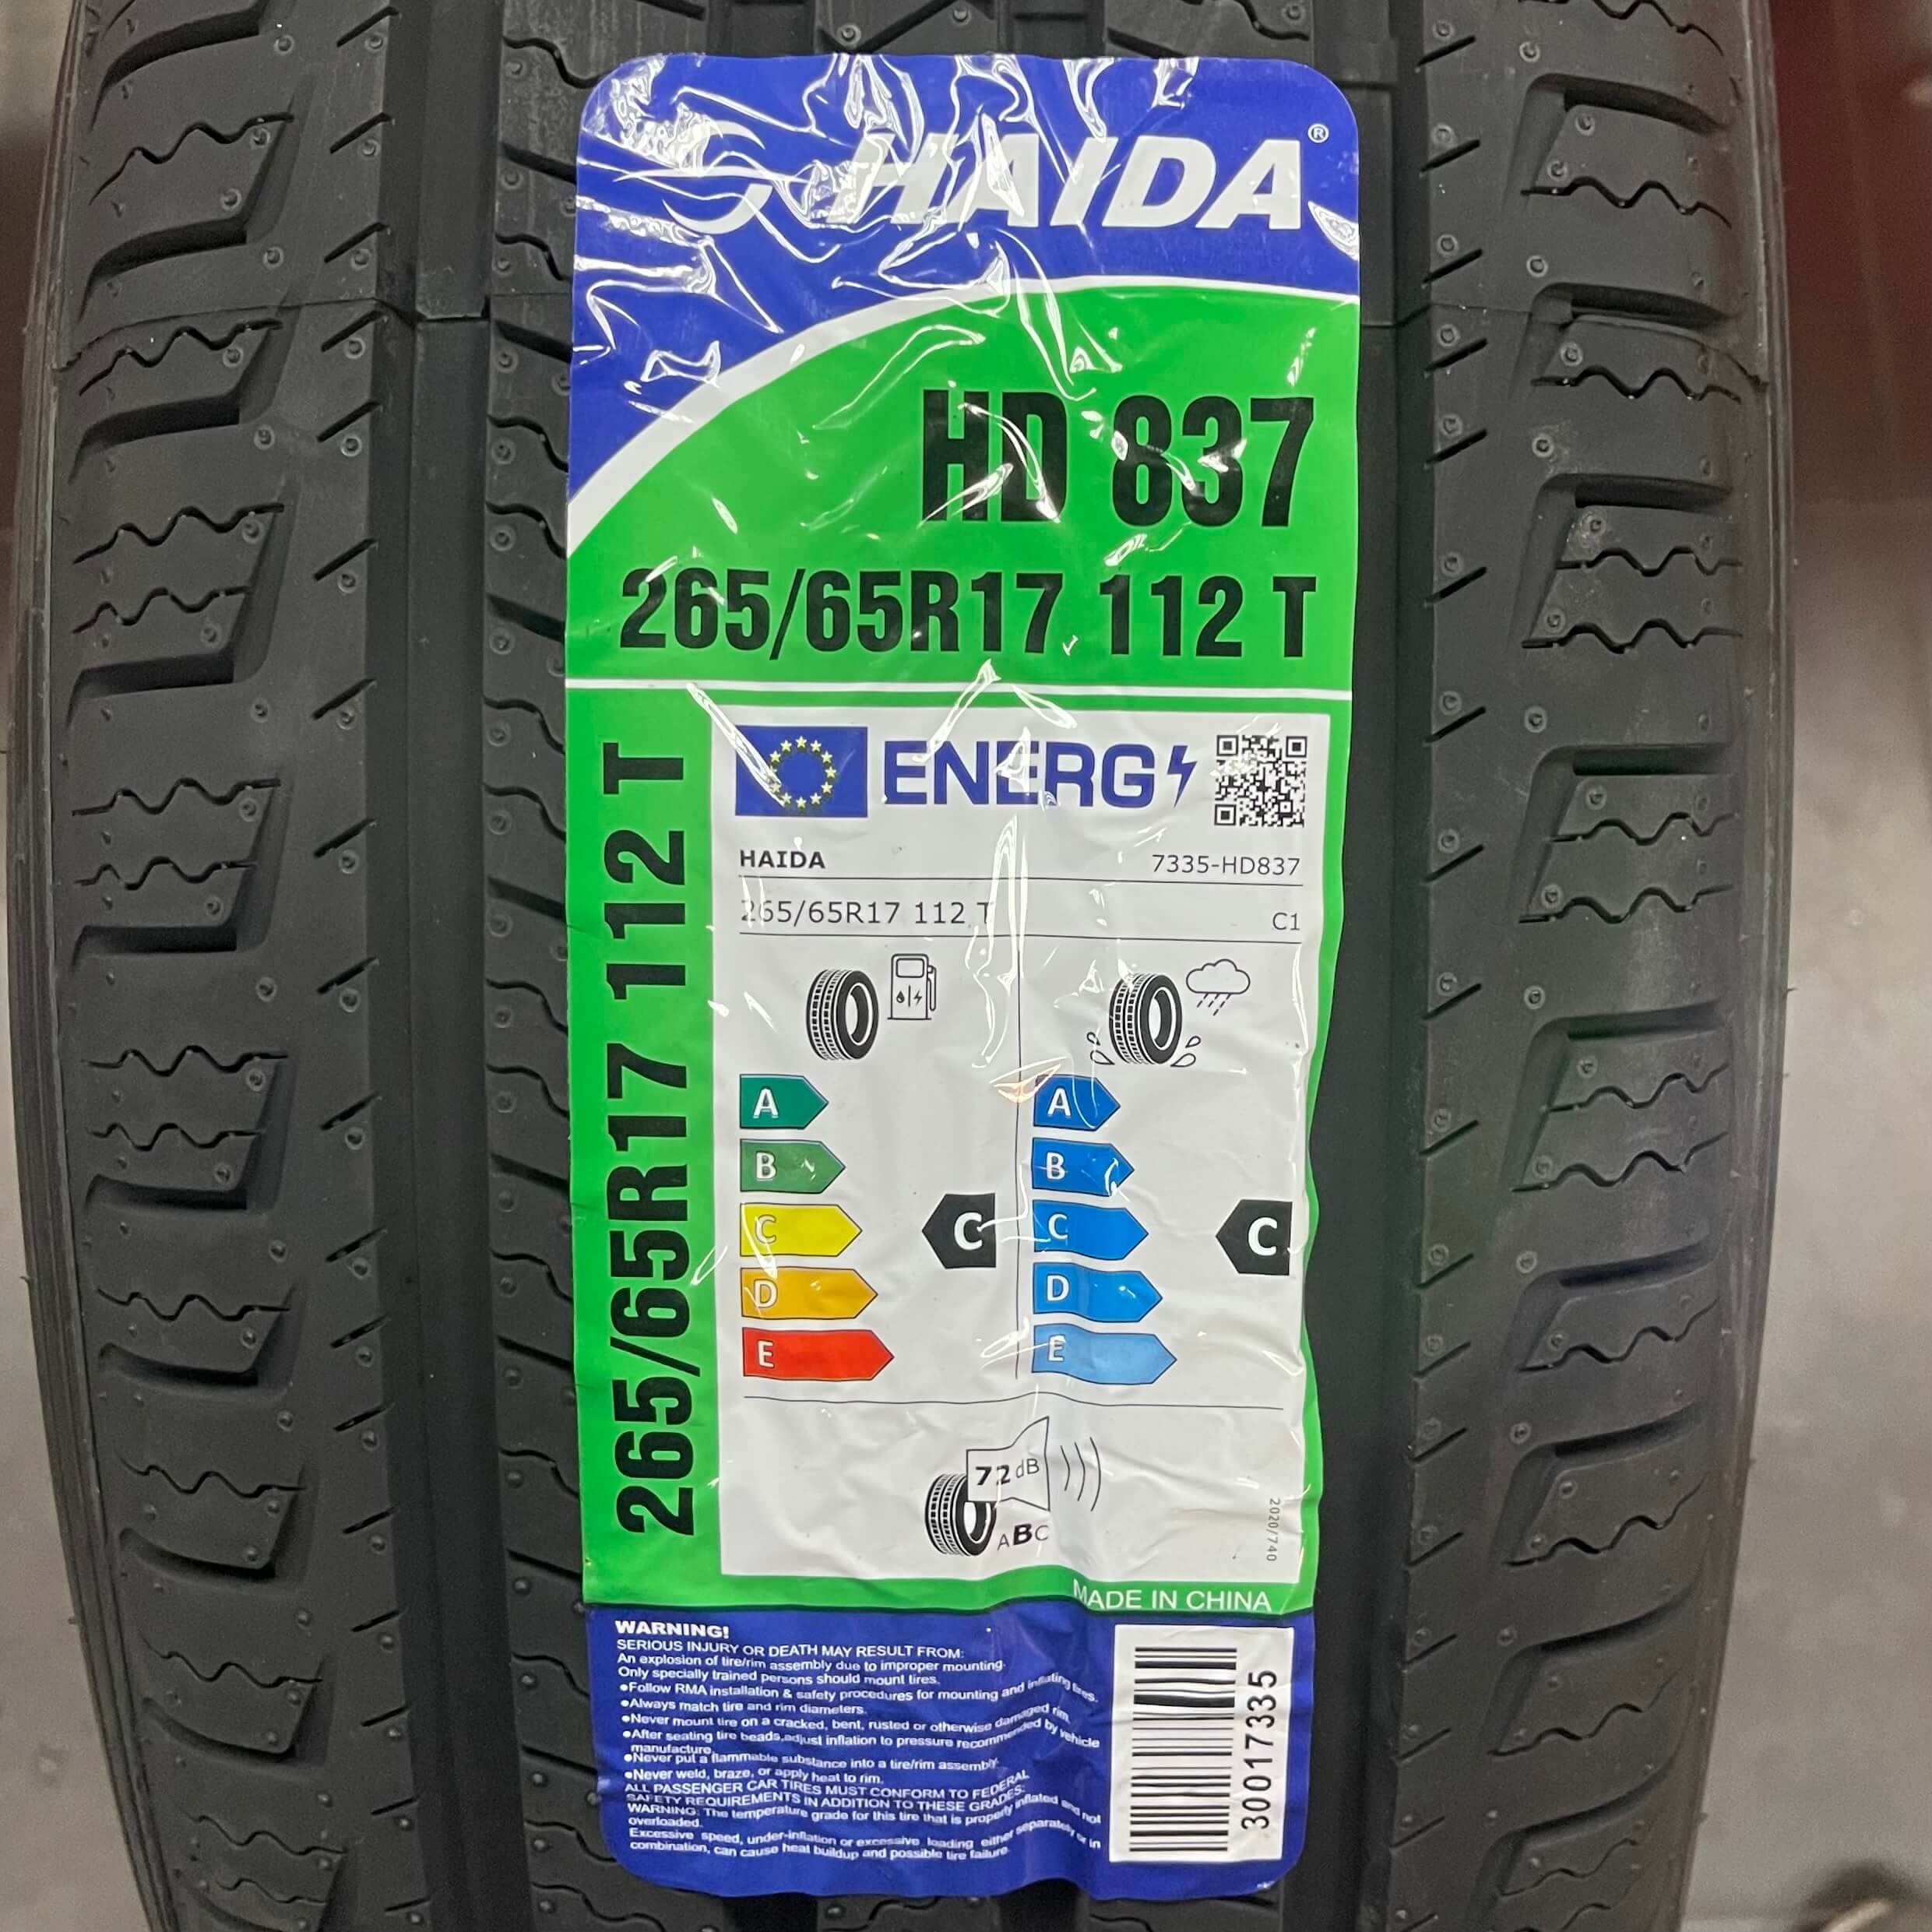 HAIDA®
HD 837
265/65R17 112 T
265/65R17 112 T
ENERG
HAIDA 7335-HD837
265/65R17 112 T C1
A A
B B
C C C C
D D
E E
72 dB
ABC
2020/740
MADE IN CHINA
WARNING!
SERIOUS INJURY OR DEATH MAY RESULT FROM:
An explosion of tire/rim assembly due to improper mounting.
Only specially trained persons should mount tires.
●Follow RMA installation & safety procedures for mounting and inflating tires.
●Always match tire and rim diameters.
●Never mount tire on a cracked, bent, rusted or otherwise damaged rim.
●After seating tire beads,adjust inflation to pressure recommended by vehicle
manufacture.
●Never put a flammable substance into a tire/rim assembly.
●Never weld, braze, or apply heat to rim.
ALL PASSENGER CAR TIRES MUST CONFORM TO FEDERAL
SAFETY REQUIREMENTS IN ADDITION TO THESE GRADES:
WARNING: The temperature grade for this tire that is properly inflated and not
overloaded.
Excessive speed, under-inflation or excessive loading either separately or in
combination, can cause heat buildup and possible tire failure.
30017335